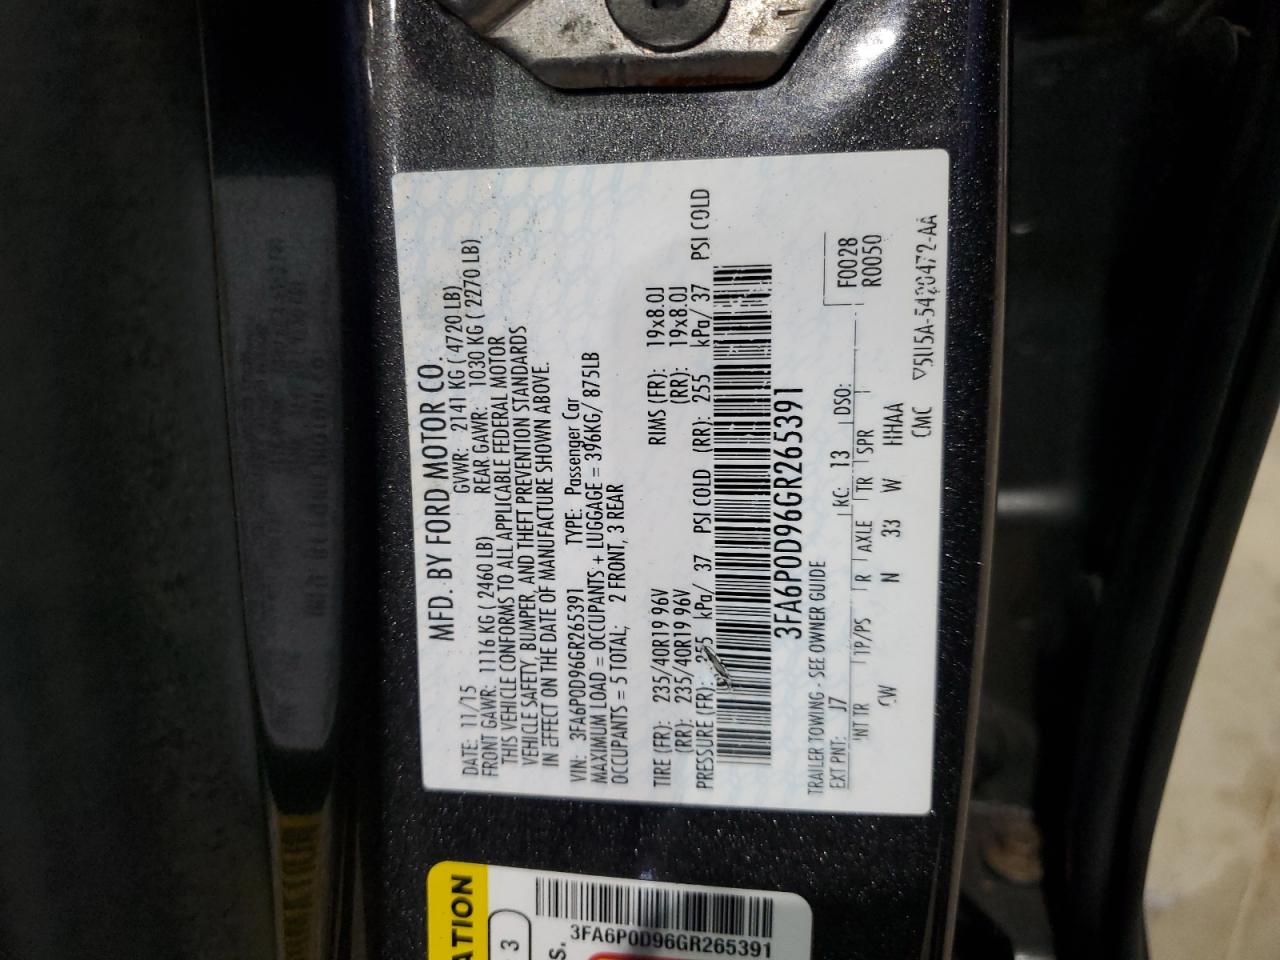 MFD. BY FORD MOTOR CO.
DATE: 11/15 GVWR: 2141 KG ( 4720 LB)
FRONT GAWR: 1116 KG ( 2460 LB) REAR GAWR: 1030 KG ( 2270 LB)
THIS VEHICLE CONFORMS TO ALL APPLICABLE FEDERAL MOTOR
VEHICLE SAFETY, BUMPER, AND THEFT PREVENTION STANDARDS
IN EFFECT ON THE DATE OF MANUFACTURE SHOWN ABOVE.
VIN: 3FA6P0D96GR265391 TYPE: Passenger Car
MAXIMUM LOAD = OCCUPANTS + LUGGAGE = 396KG/ 875LB
OCCUPANTS = 5 TOTAL; 2 FRONT, 3 REAR
TIRE (FR): 235/40R19 96V RIMS (FR): 19x8.0J
(RR): 235/40R19 96V (RR): 19x8.0J
PRESSURE (FR): 255 kPa/ 37 PSI COLD (RR): 255 kPa/ 37 PSI COLD
3FA6P0D96GR265391
TRAILER TOWING - SEE OWNER GUIDE
EXT PNT: J7 RC: 13 DSO: F0028
INT TR TP/PS R AXLE TR SPR R0050
CW N 33 W HHAA
CMC ▽5U5A-5420472-AA
ATION
3
S.
3FA6P0D96GR265391